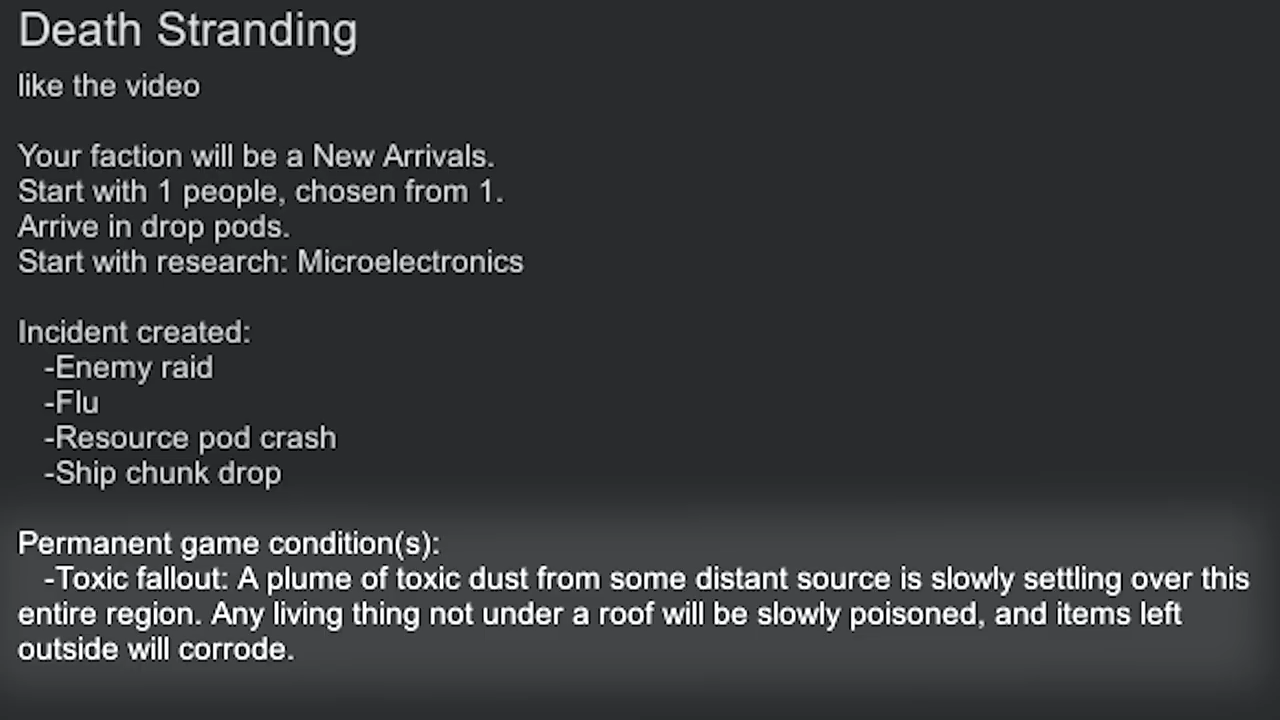 Death Stranding
like the video
Your faction will be a New Arrivals.
Start with 1 people, chosen from 1.
Arrive in drop pods.
Start with research: Microelectronics
Incident created:
-Enemy raid
-Flu
-Resource pod crash
-Ship chunk drop
Permanent game condition(s):
-Toxic fallout: A plume of toxic dust from some distant source is slowly settling over this
entire region. Any living thing not under a roof will be slowly poisoned, and items left
outside will corrode.